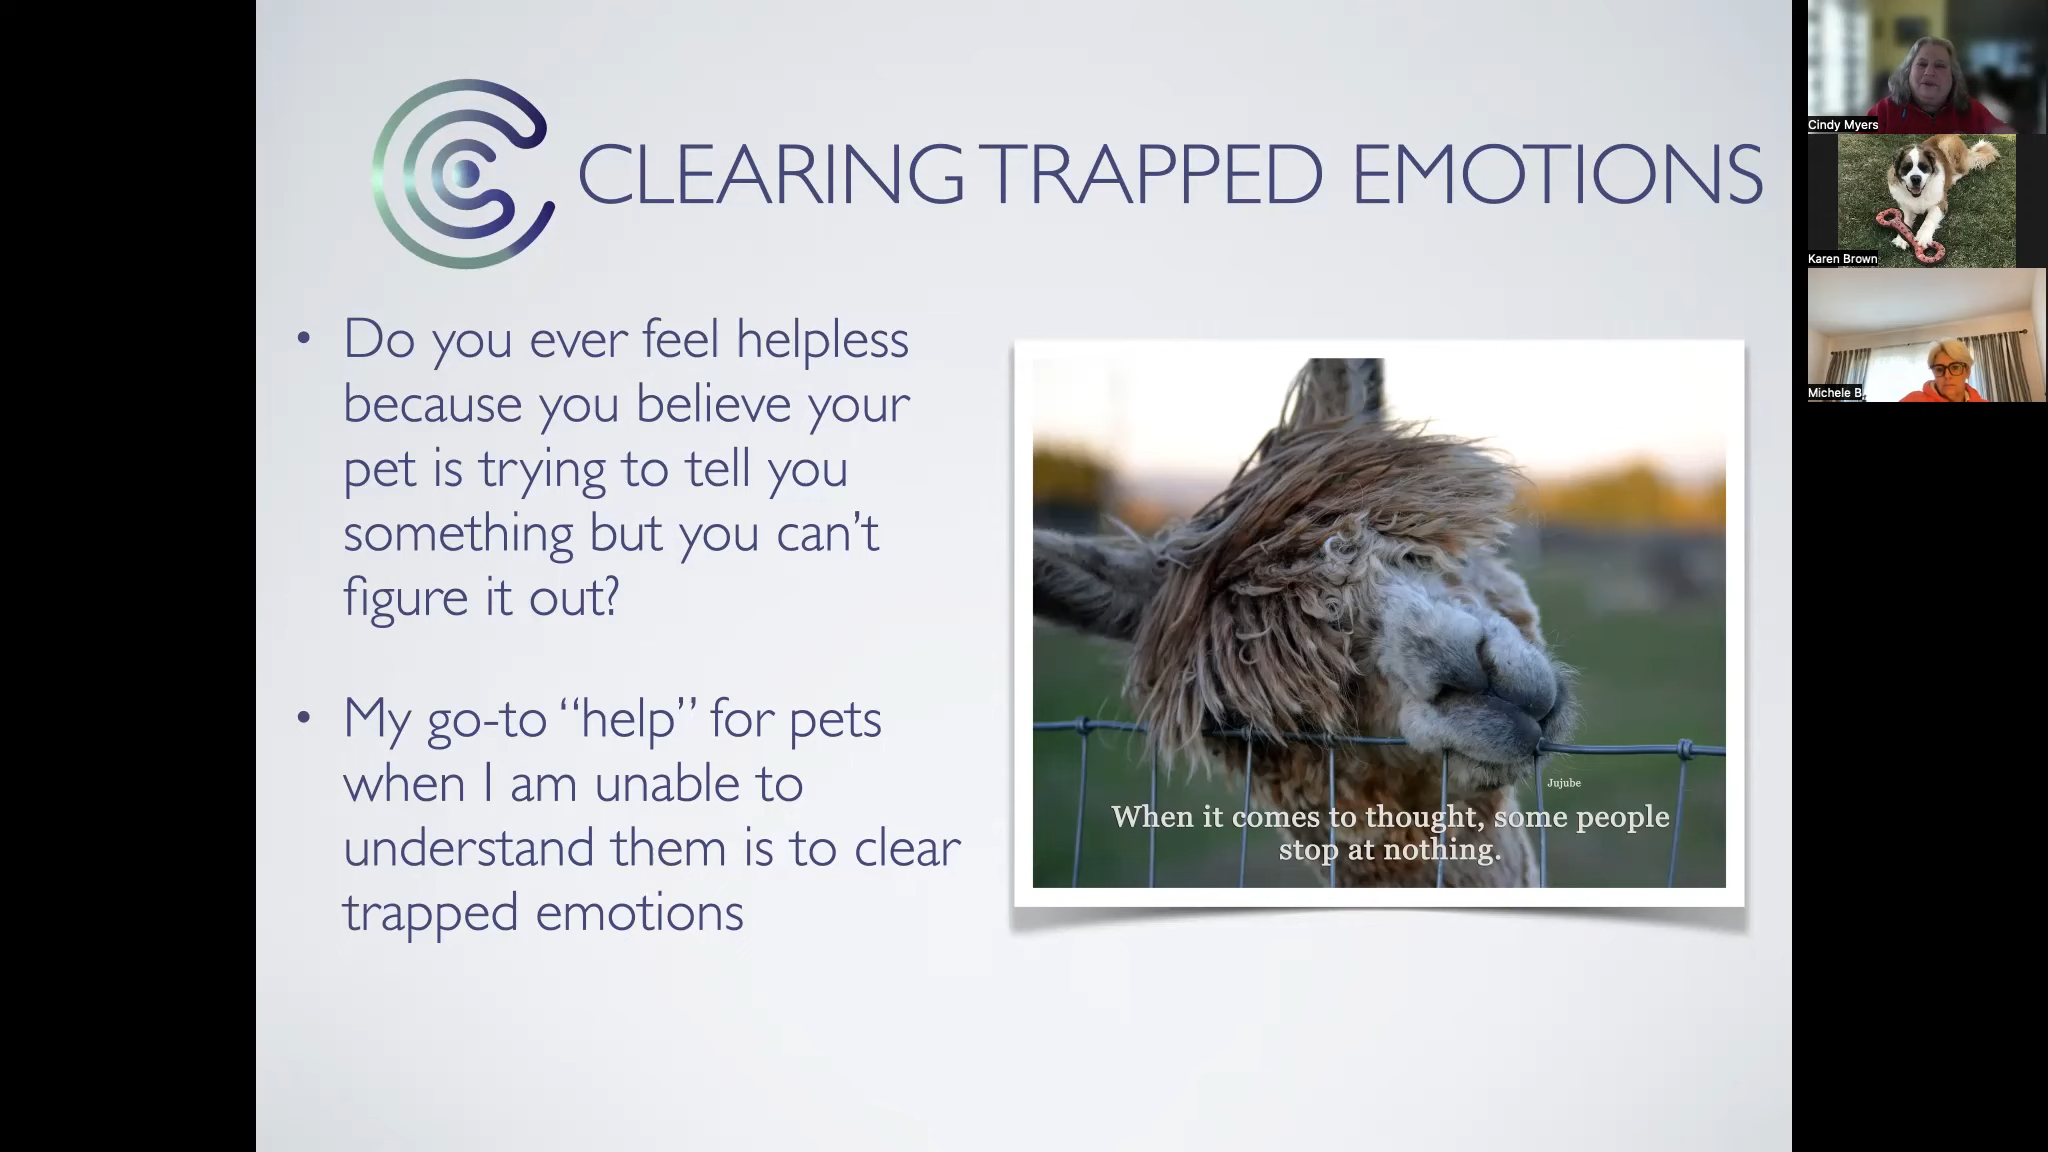 CLEARING TRAPPED EMOTIONS
• Do you ever feel helpless
because you believe your
pet is trying to tell you
something but you can’t
figure it out?
• My go-to “help” for pets
when I am unable to
understand them is to clear
trapped emotions
Jujube
When it comes to thought, some people
stop at nothing.
Cindy Myers
Karen Brown
Michele B